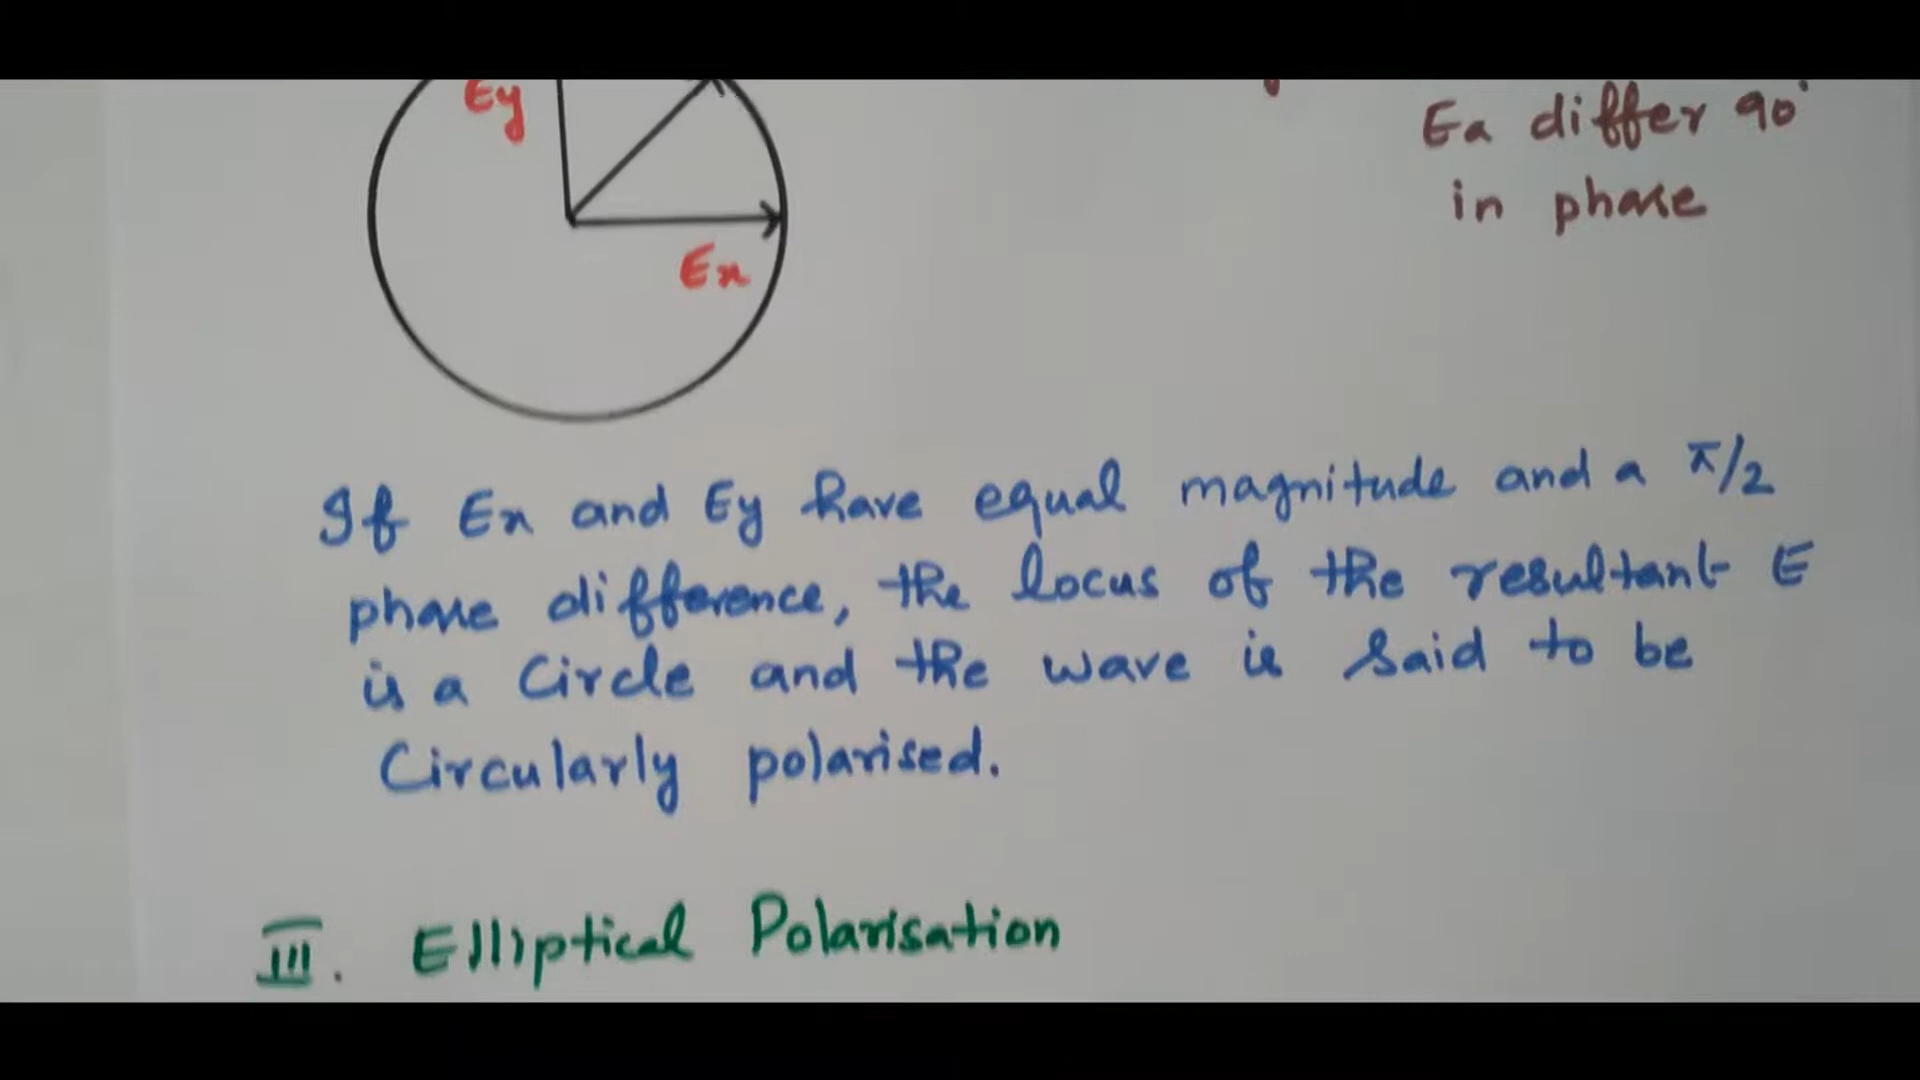 Ey
Ea differ 90°
in phase
Ex
If Ex and Ey have equal magnitude and a π/2
phase difference, the locus of the resultant E
is a Circle and the wave is said to be
Circularly polarised.
III. Elliptical Polarisation